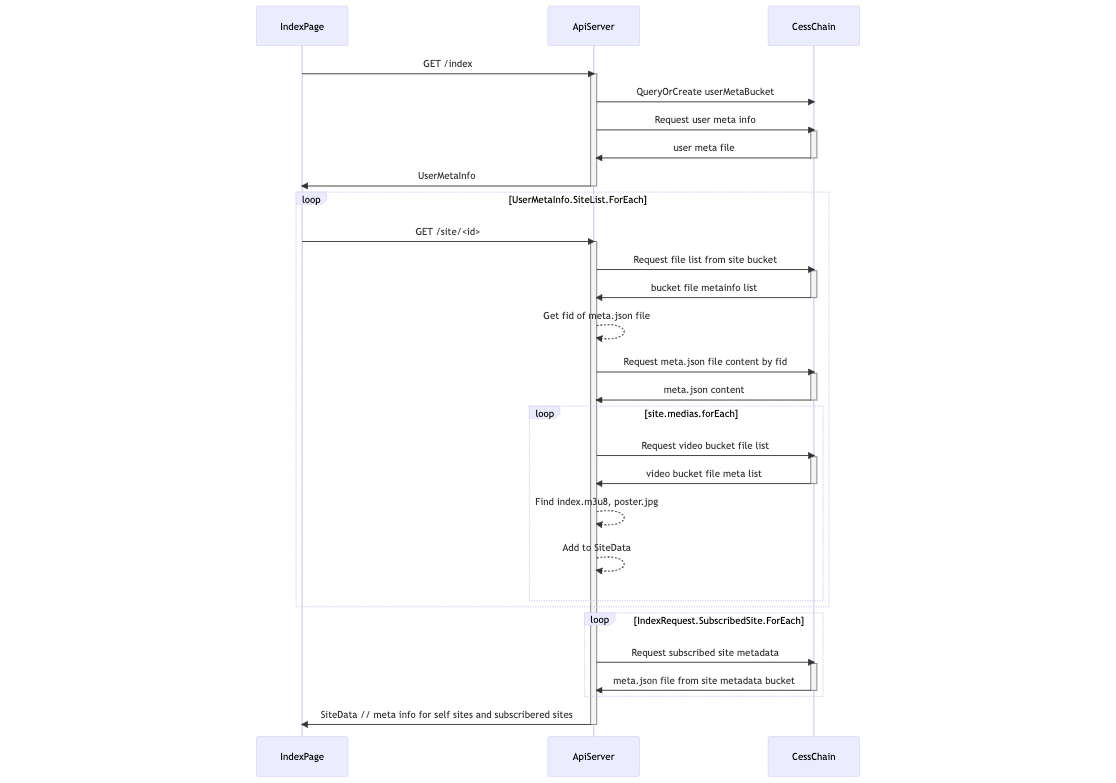 IndexPage
ApiServer
CessChain
GET /index
QueryOrCreate userMetaBucket
Request user meta info
user meta file
UserMetaInfo
loop
[UserMetaInfo.SiteList.ForEach]
GET /site/<id>
Request file list from site bucket
bucket file metainfo list
Get fid of meta.json file
Request meta.json file content by fid
meta.json content
loop
[site.medias.forEach]
Request video bucket file list
video bucket file meta list
Find index.m3u8, poster.jpg
Add to SiteData
loop
[IndexRequest.SubscribedSite.ForEach]
Request subscribed site metadata
meta.json file from site metadata bucket
SiteData // meta info for self sites and subscribered sites
IndexPage
ApiServer
CessChain